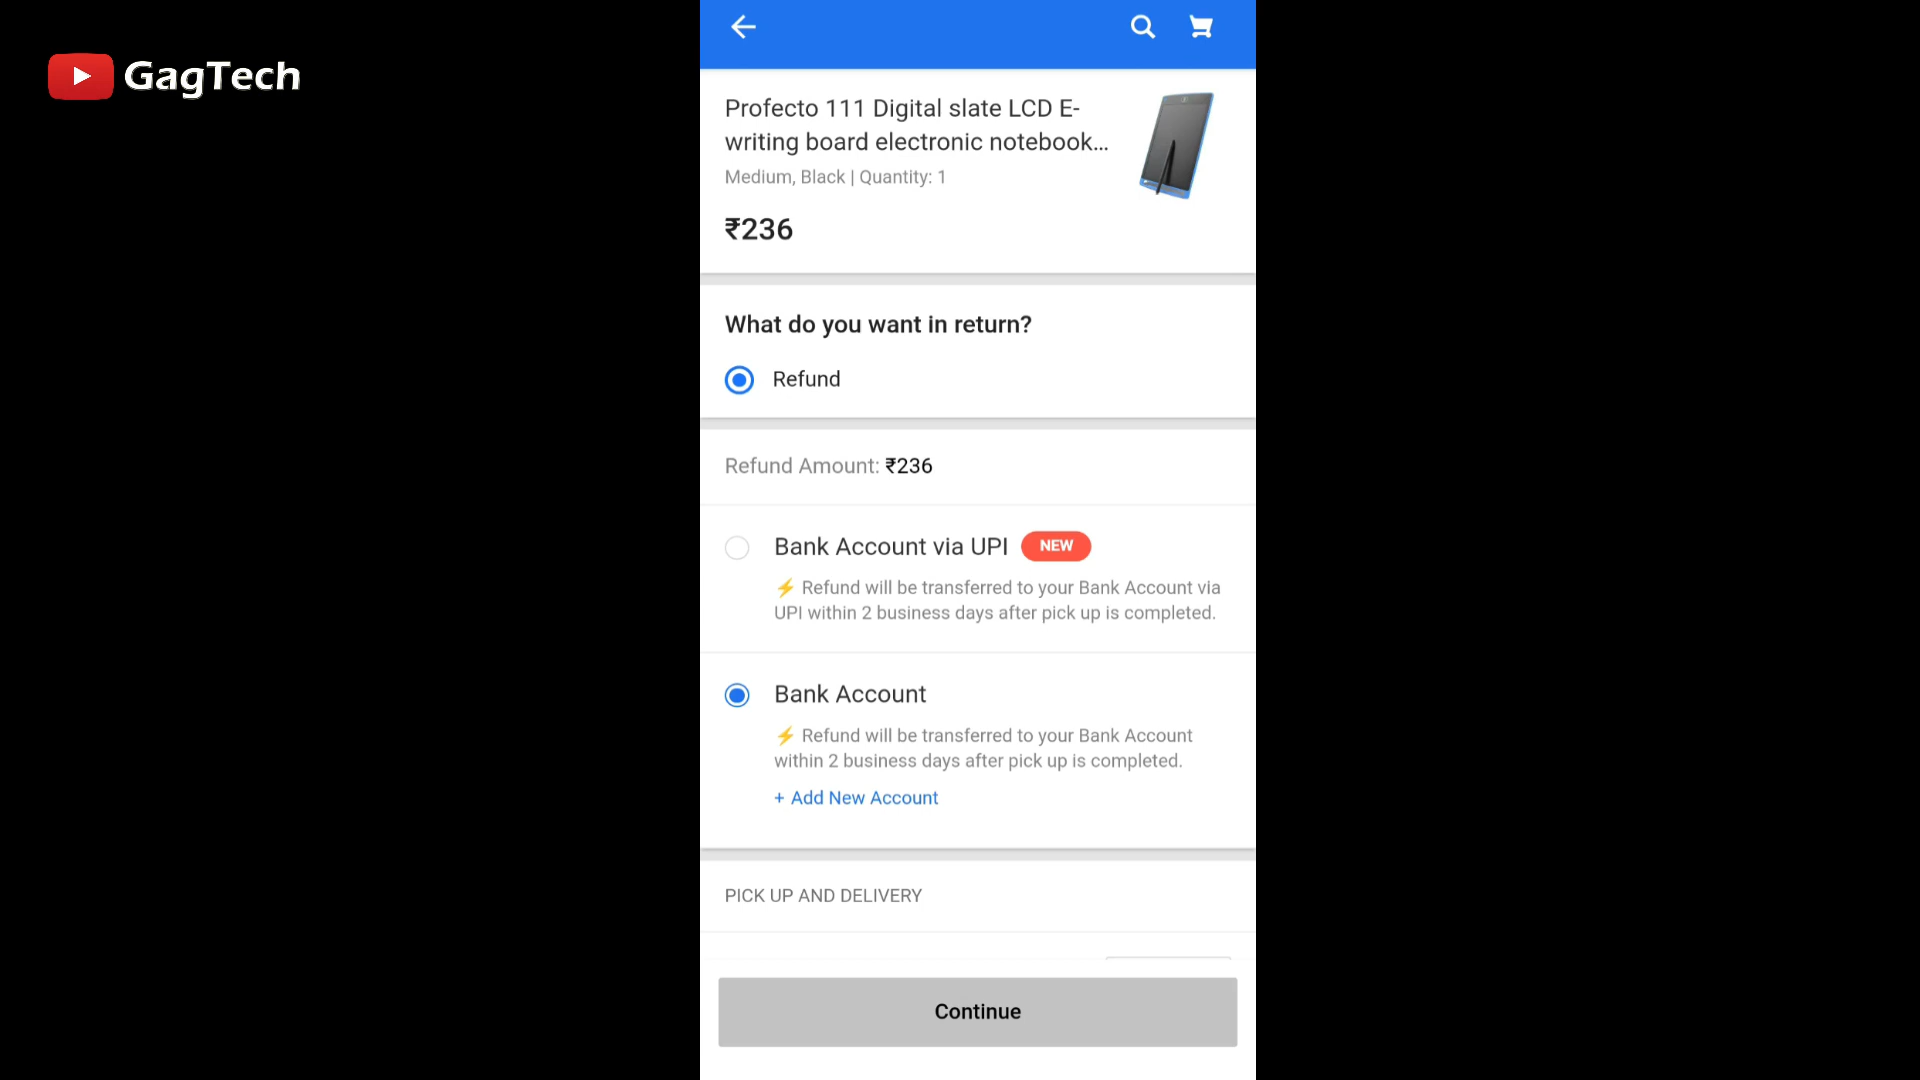 GagTech
Profecto 111 Digital slate LCD E-
writing board electronic notebook...
Medium, Black | Quantity: 1
₹236
What do you want in return?
Refund
Refund Amount: ₹236
Bank Account via UPI NEW
⚡ Refund will be transferred to your Bank Account via
UPI within 2 business days after pick up is completed.
Bank Account
⚡ Refund will be transferred to your Bank Account
within 2 business days after pick up is completed.
+ Add New Account
PICK UP AND DELIVERY
Continue